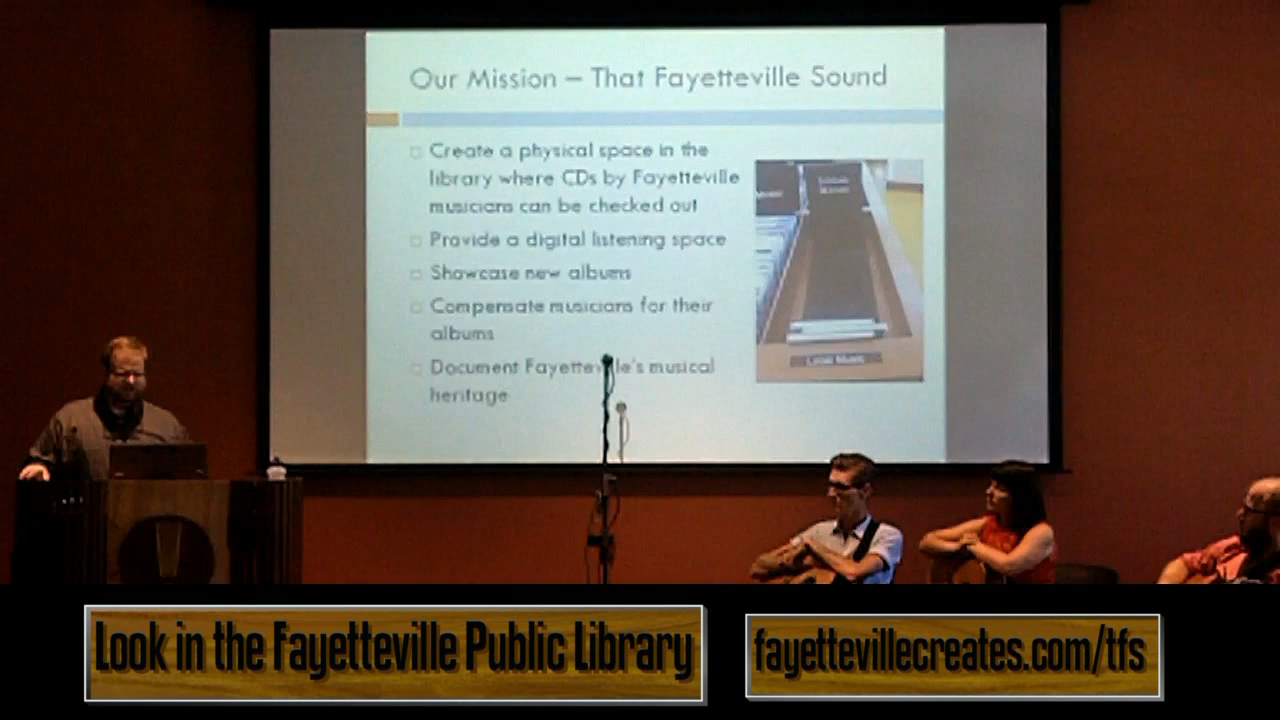 Our Mission – That Fayetteville Sound
Create a physical space in the
library where CDs by Fayetteville
musicians can be checked out
Provide a digital listening space
Showcase new albums
Compensate musicians for their
albums
Document Fayetteville's musical
heritage
Local Music
Look in the Fayetteville Public Library
fayettevillecreates.com/tfs